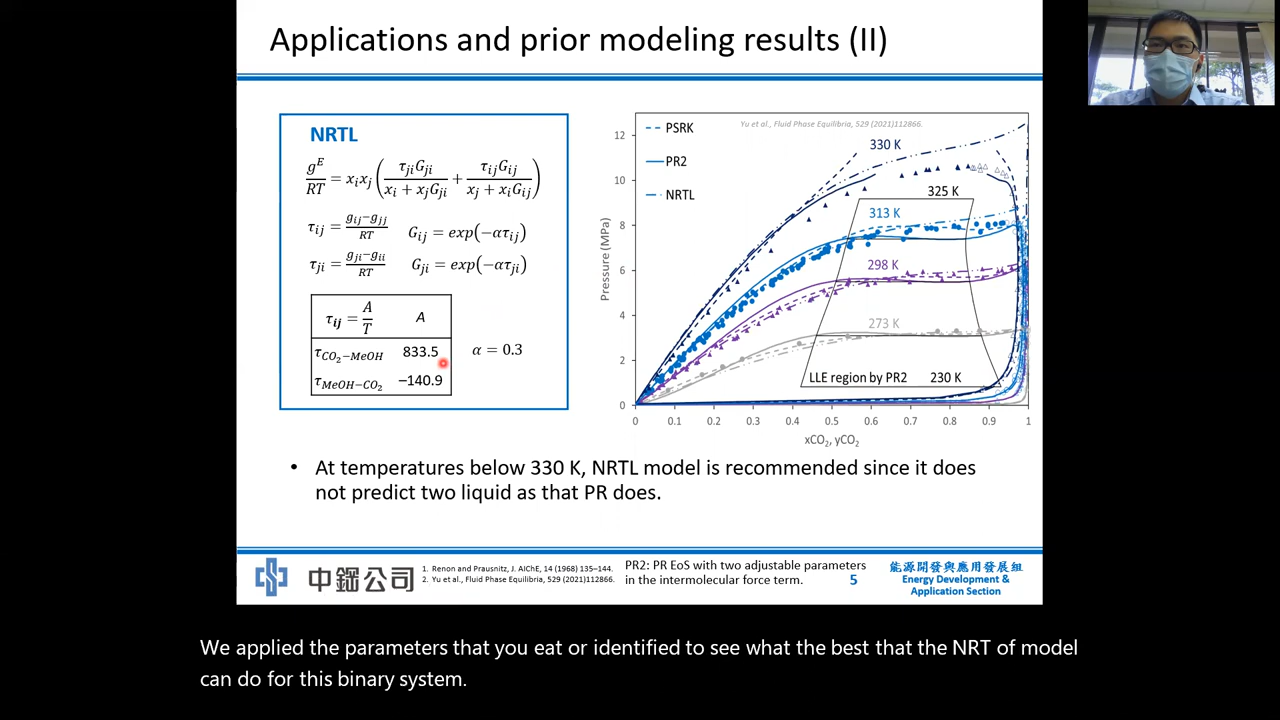 Applications and prior modeling results (II)
NRTL
g^E/RT = x_i x_j (τ_ji G_ji/(x_i + x_j G_ji) + τ_ij G_ij/(x_j + x_i G_ij))
τ_ij = (g_ij−g_jj)/RT G_ij = exp(−ατ_ij)
τ_ji = (g_ji−g_ii)/RT G_ji = exp(−ατ_ji)
τ_ij = A/T A
τ_CO2−MeOH 833.5
τ_MeOH−CO2 −140.9
α = 0.3
Yu et al., Fluid Phase Equilibria, 529 (2021)112866.
PSRK
PR2
NRTL
330 K
325 K
313 K
298 K
273 K
LLE region by PR2 230 K
Pressure (MPa)
12
10
8
6
4
2
0
0 0.1 0.2 0.3 0.4 0.5 0.6 0.7 0.8 0.9 1
xCO2, yCO2
• At temperatures below 330 K, NRTL model is recommended since it does
not predict two liquid as that PR does.
中鋼公司
1. Renon and Prausnitz, J. AIChE, 14 (1968) 135–144.
2. Yu et al., Fluid Phase Equilibria, 529 (2021)112866.
PR2: PR EoS with two adjustable parameters
in the intermolecular force term.
5
能源開發與應用發展組
Energy Development &
Application Section
We applied the parameters that you eat or identified to see what the best that the NRT of model
can do for this binary system.